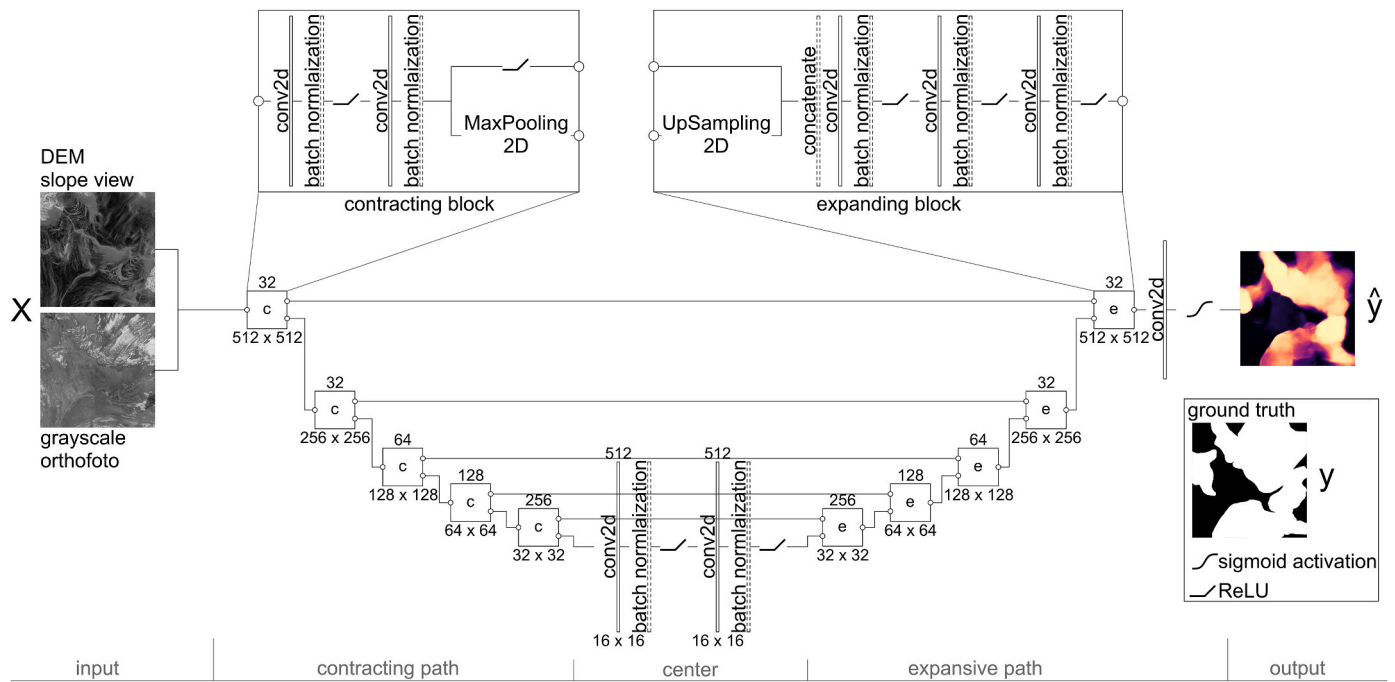 conv2d
batch normlaization
conv2d
batch normlaization
MaxPooling
2D
contracting block
UpSampling
2D
concatenate
conv2d
batch normlaization
conv2d
batch normlaization
conv2d
batch normlaization
expanding block
DEM
slope view
X
grayscale
orthofoto
32
c
512 x 512
32
c
256 x 256
64
c
128 x 128
128
c
64 x 64
256
c
32 x 32
512
conv2d
batch normlaization
16 x 16
512
conv2d
batch normlaization
16 x 16
256
e
32 x 32
128
e
64 x 64
64
e
128 x 128
32
e
256 x 256
32
e
512 x 512
conv2d
ŷ
ground truth
y
sigmoid activation
ReLU
input
contracting path
center
expansive path
output